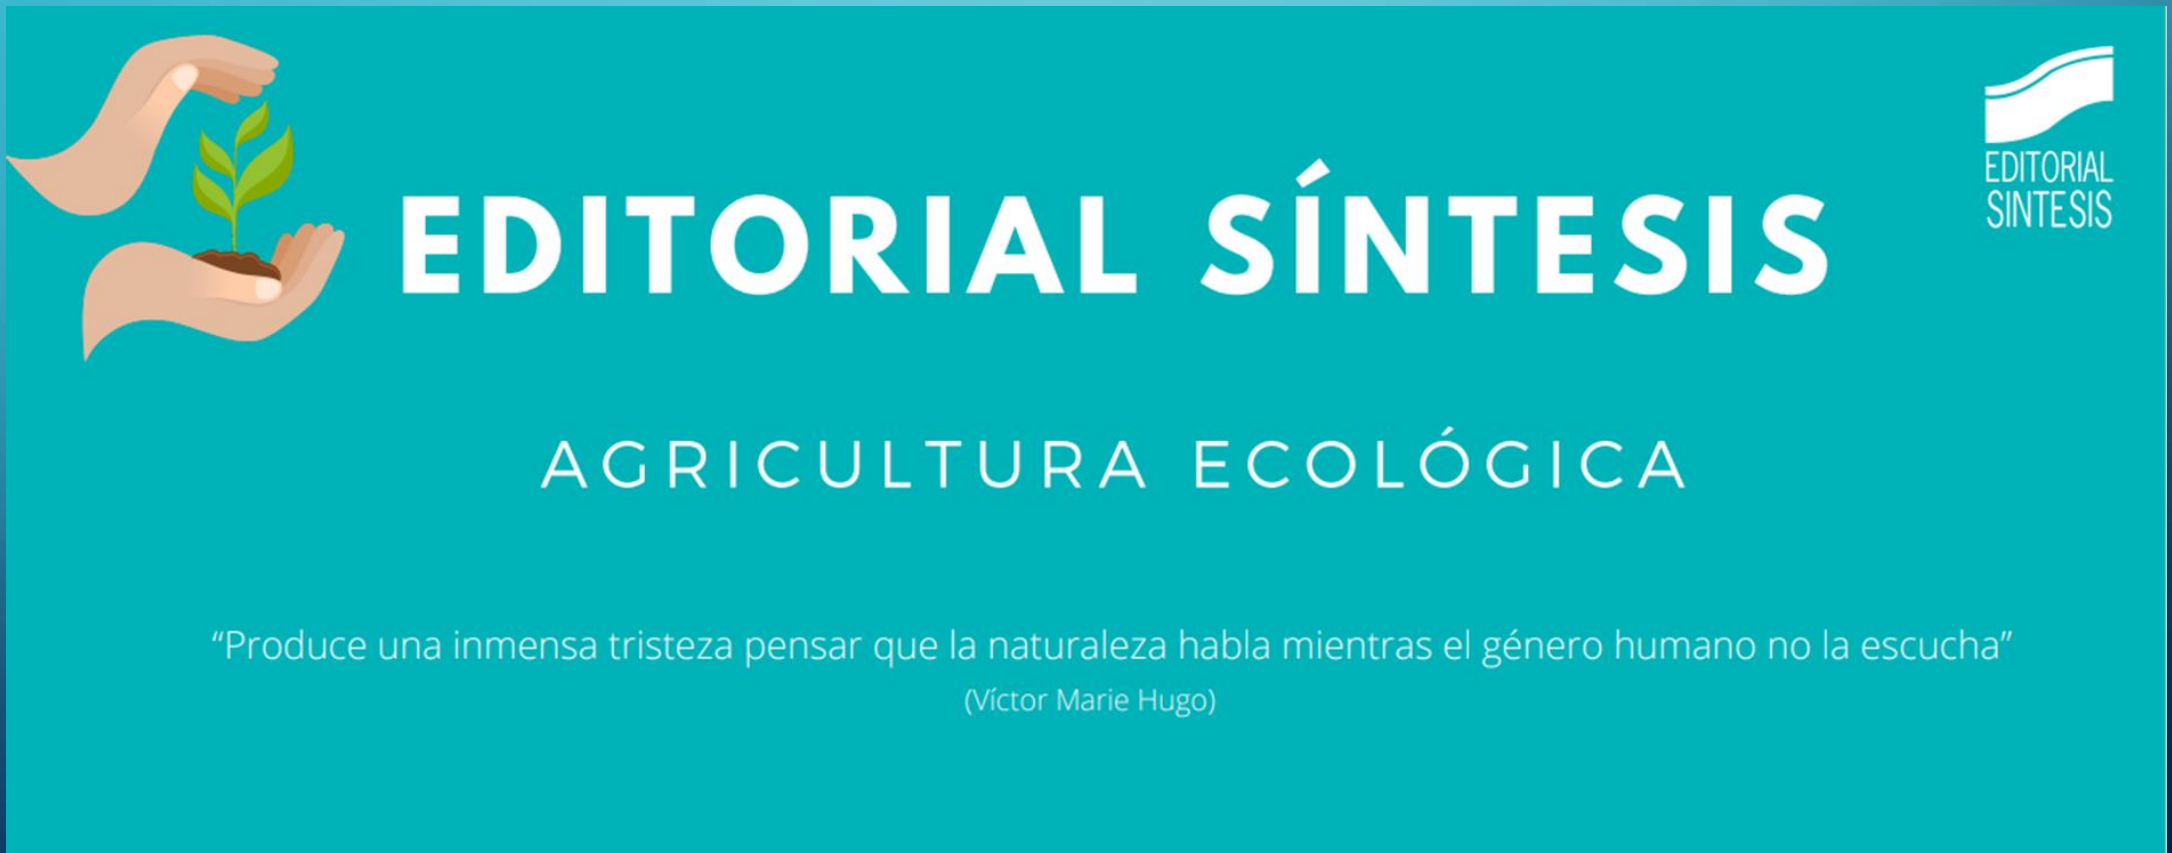 EDITORIAL
SINTESIS
EDITORIAL SÍNTESIS
AGRICULTURA ECOLÓGICA
“Produce una inmensa tristeza pensar que la naturaleza habla mientras el género humano no la escucha”
(Víctor Marie Hugo)